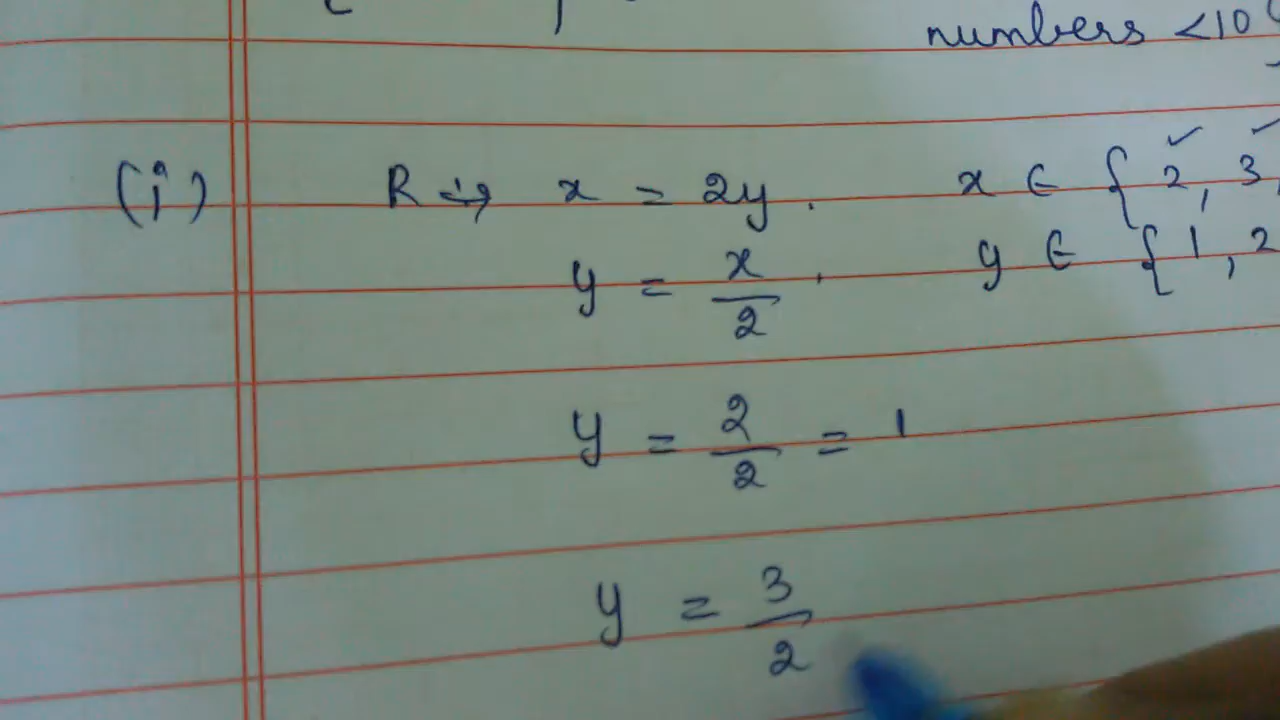 numbers <10
(i) R ⇒ x = 2y . x ∈ { 2, 3,
y = x/2 . y ∈ { 1, 2
y = 2/2 = 1
y = 3/2